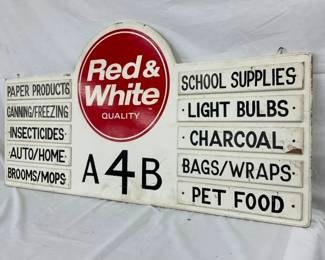 PAPER PRODUCTS
CANNING/FREEZING
INSECTICIDES
AUTO/HOME
BROOMS/MOPS
Red &
White
QUALITY
A4B
SCHOOL SUPPLIES
LIGHT BULBS
CHARCOAL
BAGS/WRAPS
PET FOOD